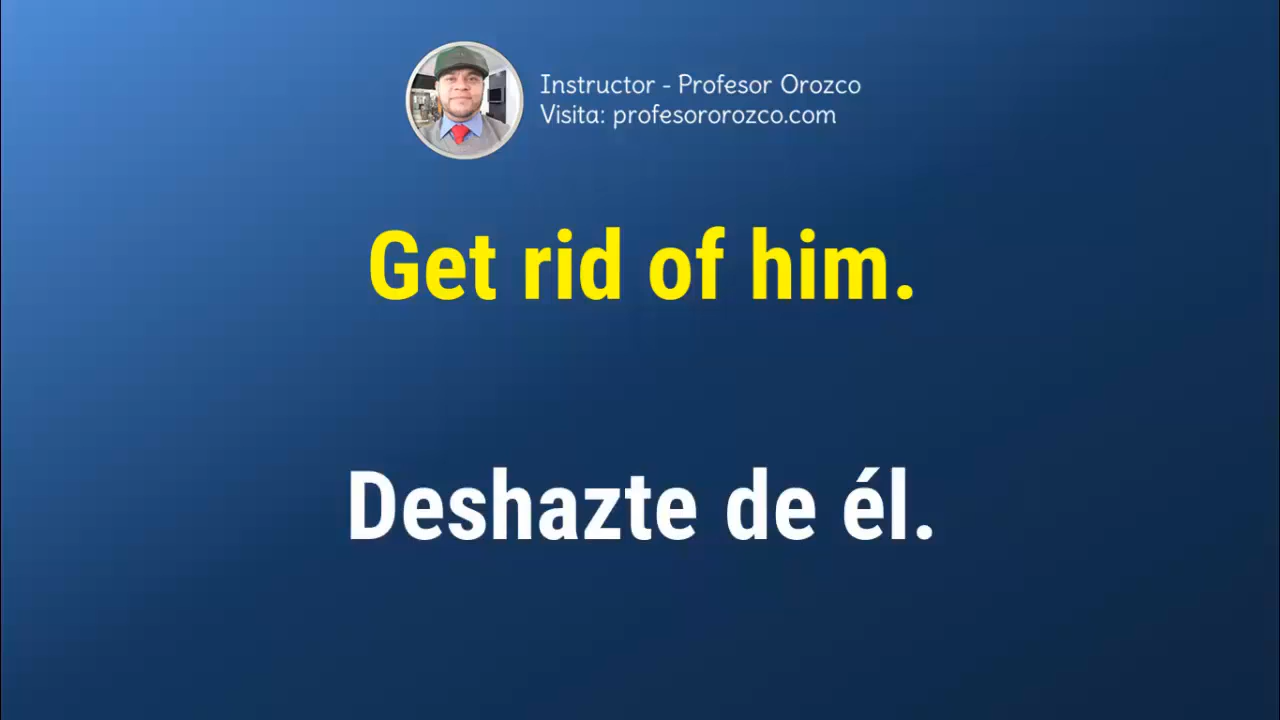 Instructor - Profesor Orozco
Visita: profesororozco.com
Get rid of him.
Deshazte de él.